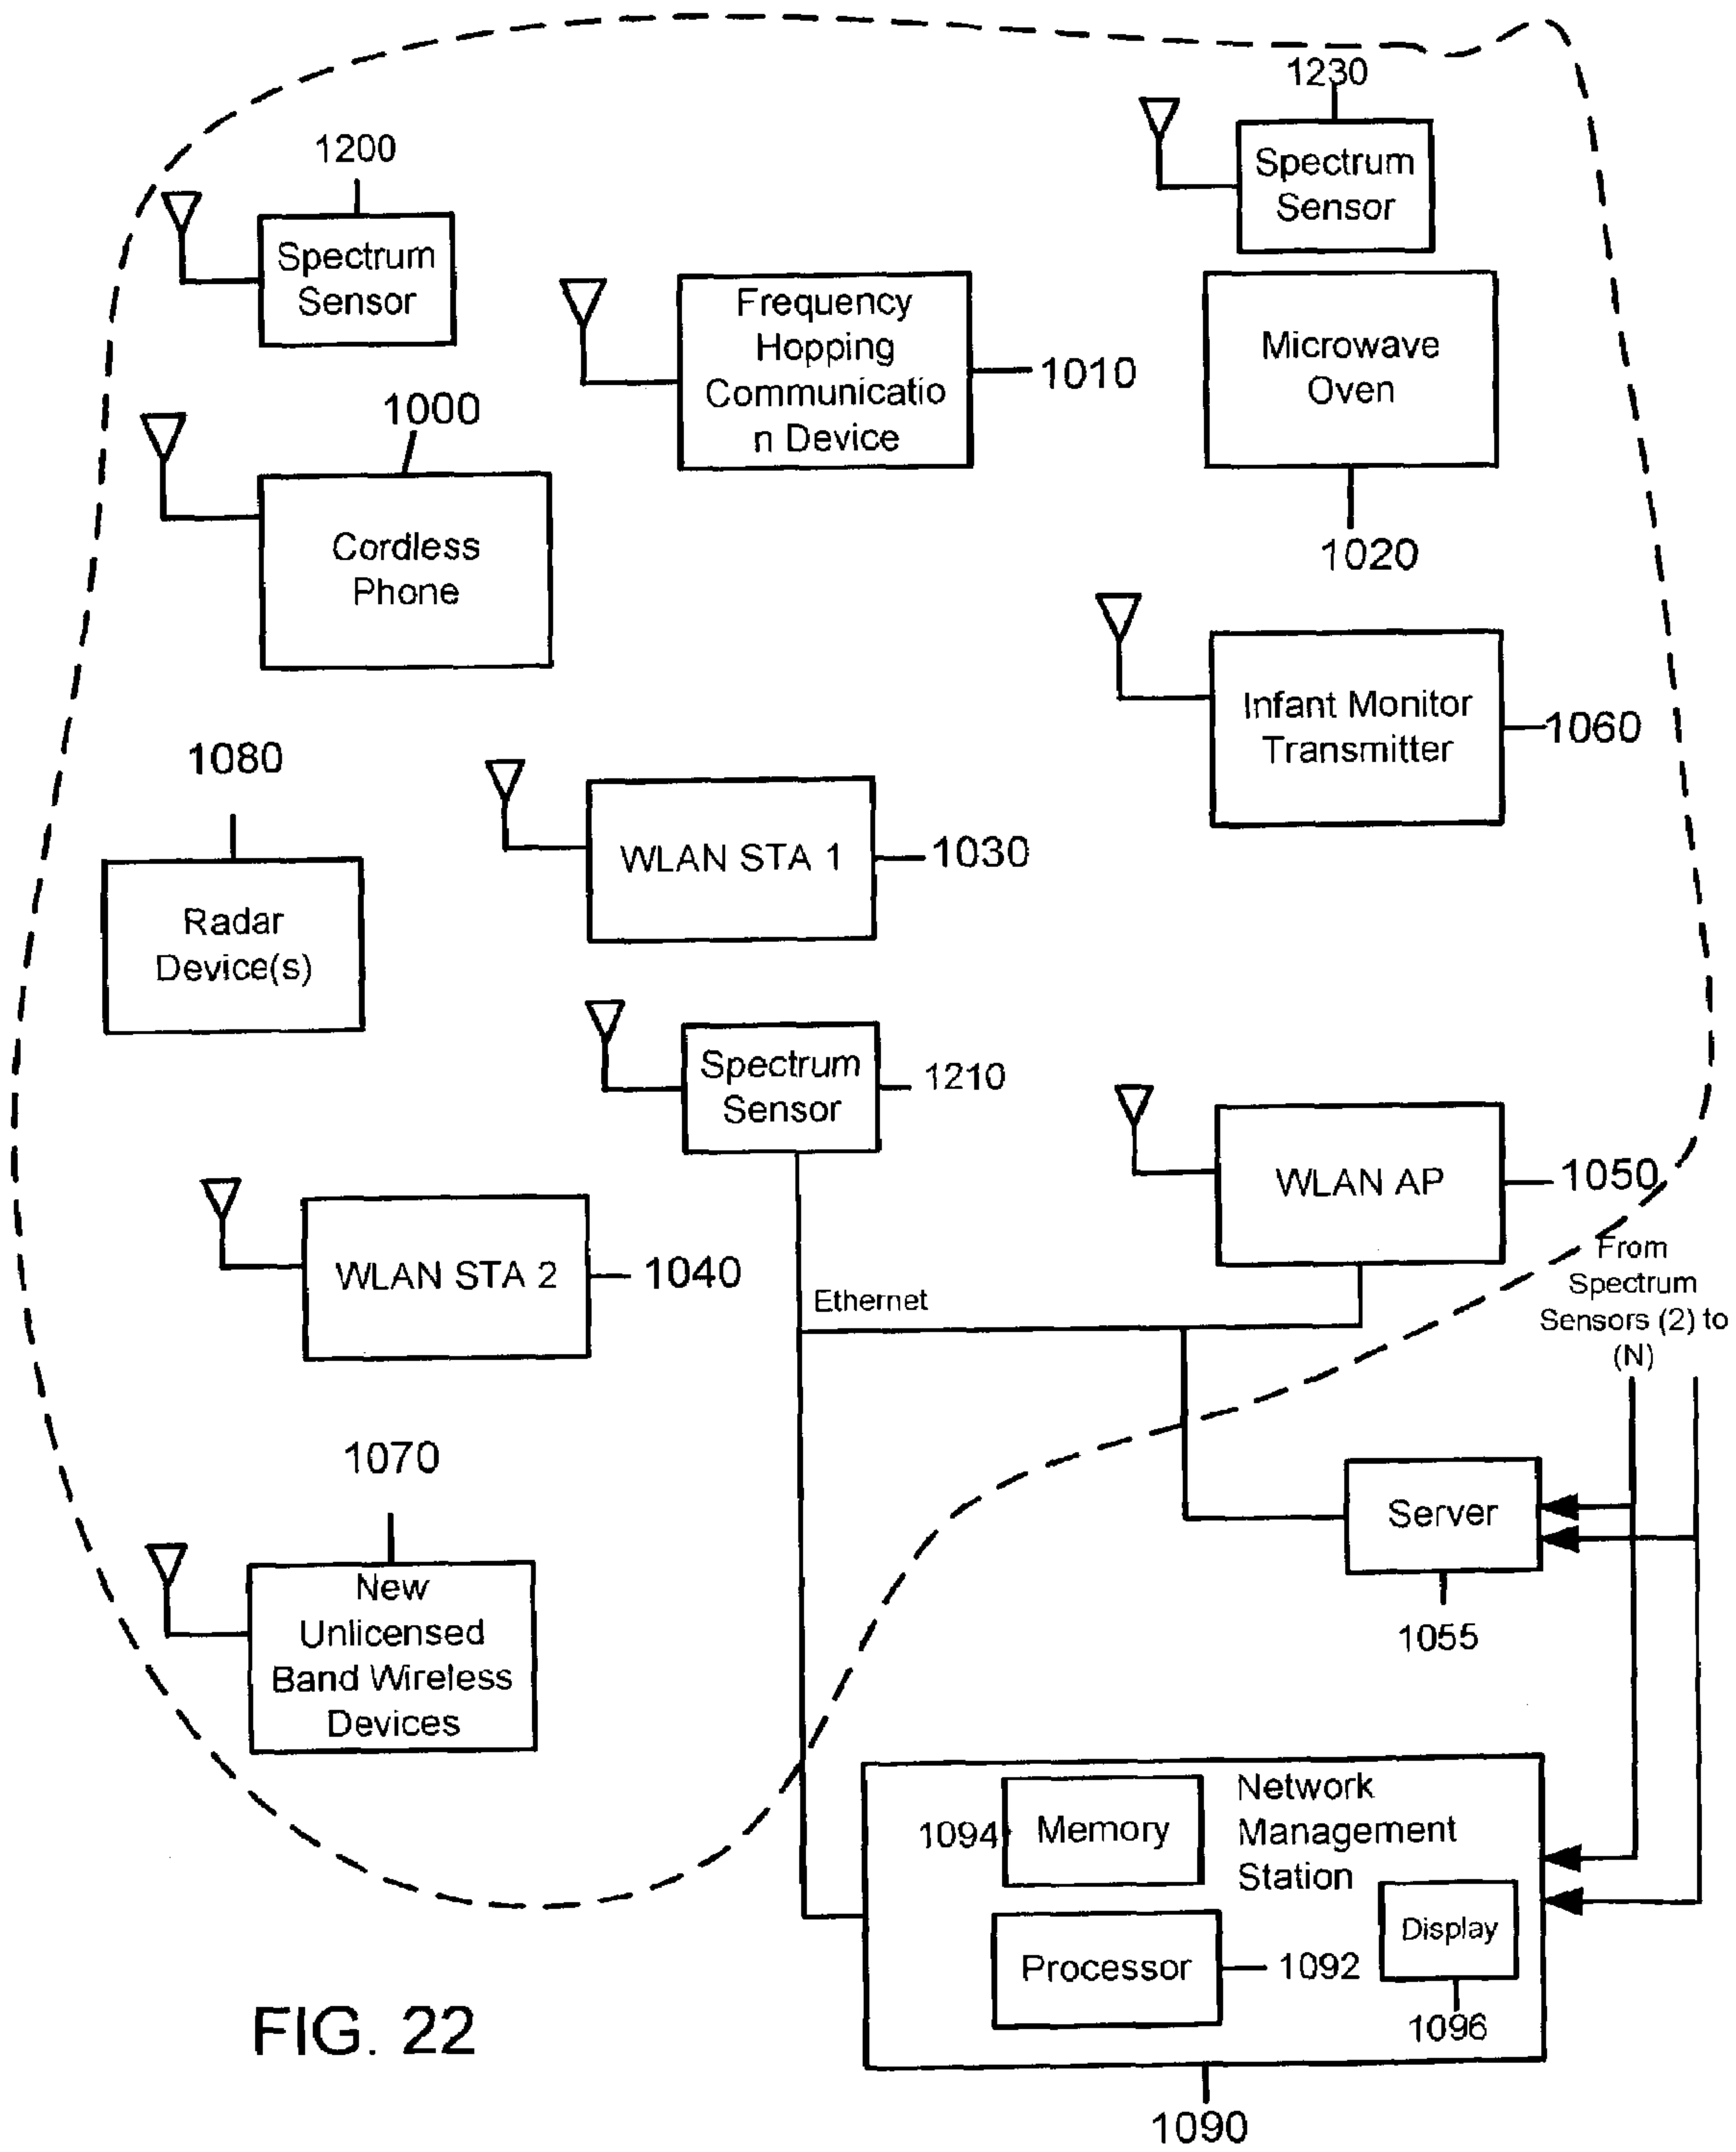 1230
Spectrum
Sensor
1200
Spectrum
Sensor
Frequency
Hopping
Communicatio
n Device
1010
Microwave
Oven
1020
1000
Cordless
Phone
Infant Monitor
Transmitter
1060
1080
Radar
Device(s)
WLAN STA 1
1030
Spectrum
Sensor
1210
WLAN AP
1050
WLAN STA 2
1040
Ethernet
From
Spectrum
Sensors (2) to
(N)
1070
New
Unlicensed
Band Wireless
Devices
Server
1055
Network
Management
Station
1094
Memory
Processor
1092
Display
1096
1090
FIG. 22